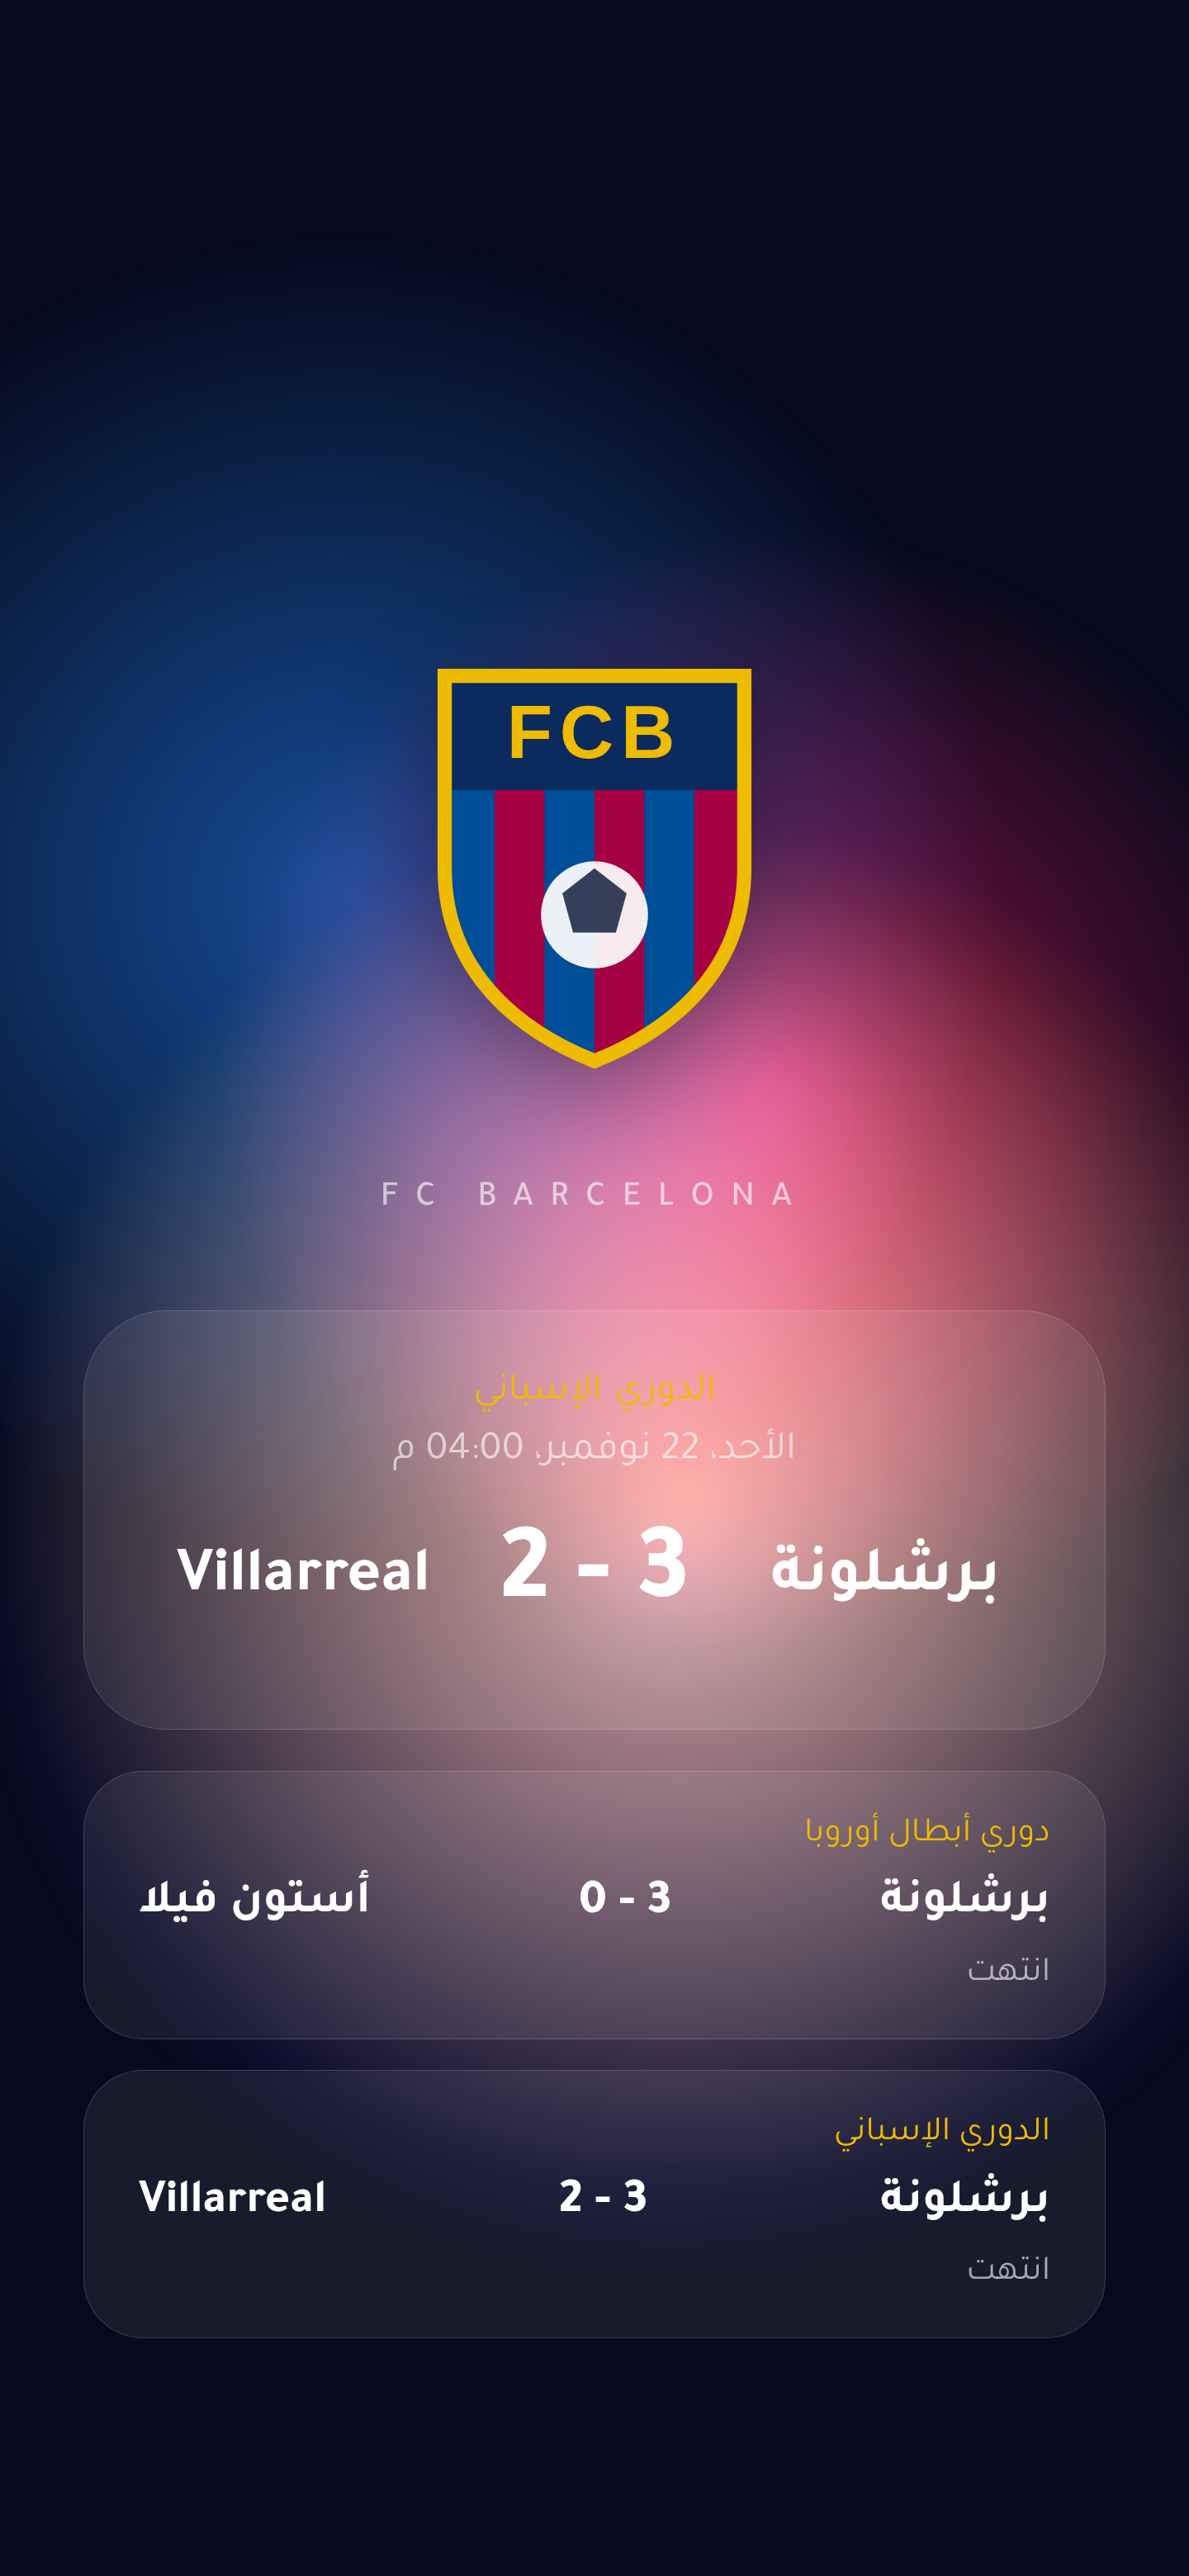 FCB
FC BARCELONA
الدوري الإسباني
الأحد، 22 نوفمبر، 04:00 م
برشلونة 3 - 2 Villarreal
دوري أبطال أوروبا
برشلونة 3 - 0 أستون فيلا
انتهت
الدوري الإسباني
برشلونة 3 - 2 Villarreal
انتهت